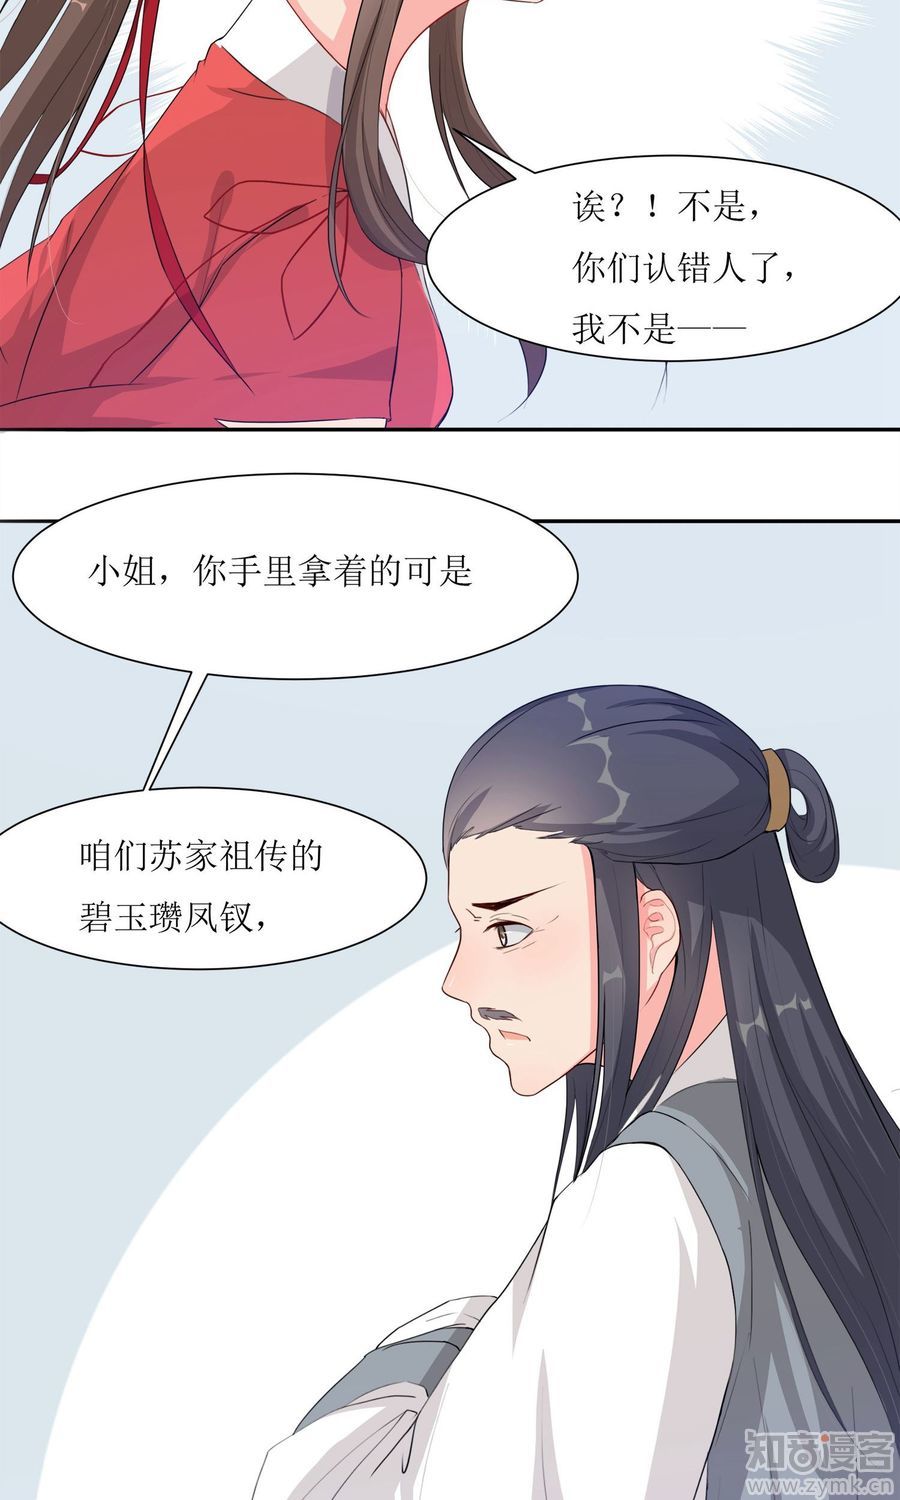 诶？！不是，
你们认错人了，
我不是——
小姐，你手里拿着的可是
咱们苏家祖传的
碧玉瓒凤钗，
知音漫客
www.zymk.cn